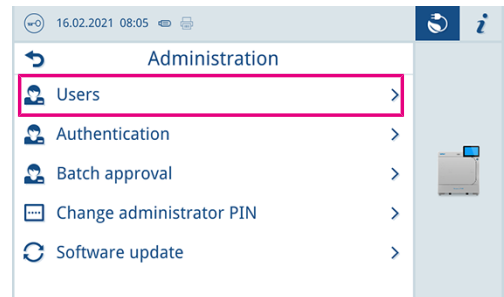 16.02.2021 08:05
Administration
Users
Authentication
Batch approval
Change administrator PIN
Software update